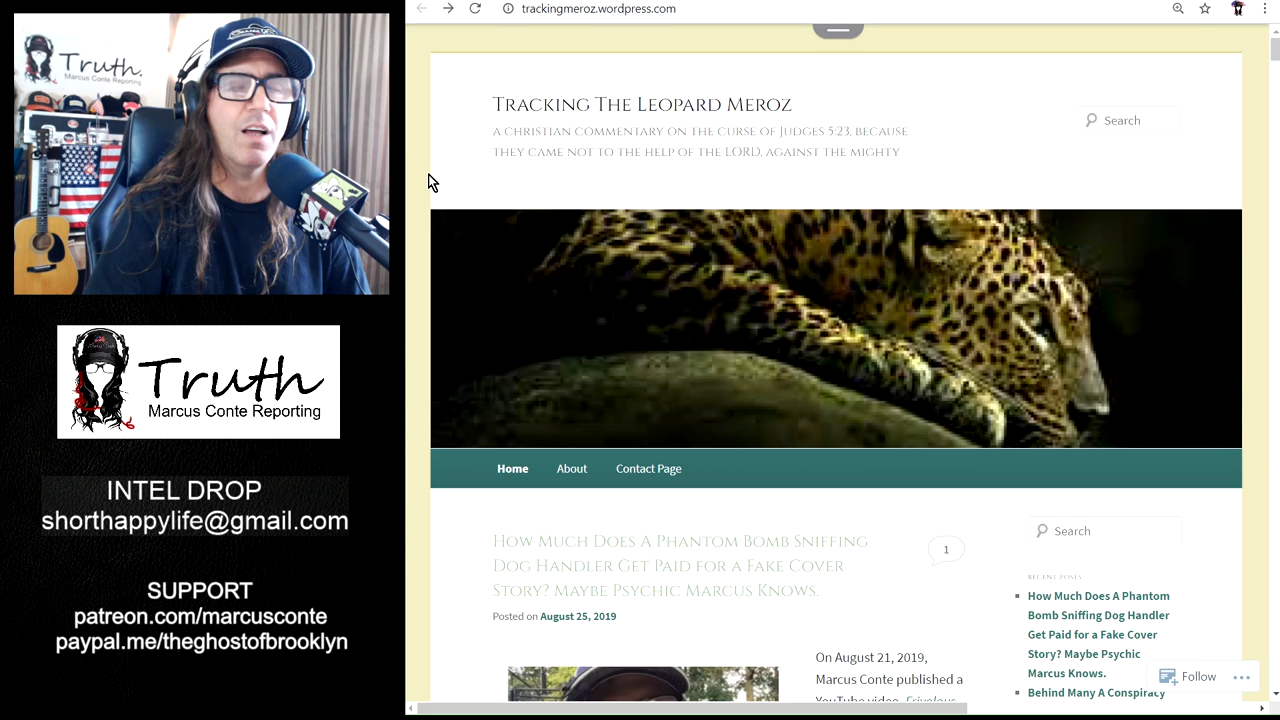 Truth.
Marcus Conte Reporting
Truth
Marcus Conte Reporting
INTEL DROP
shorthappylife@gmail.com
SUPPORT
patreon.com/marcusconte
paypal.me/theghostofbrooklyn
trackingmeroz.wordpress.com
Tracking The Leopard Meroz
a Christian commentary on the curse of Judges 5:23, because
they came not to the help of the LORD, against the mighty
Search
Home About Contact Page
How Much Does A Phantom Bomb Sniffing
Dog Handler Get Paid for a Fake Cover
Story? Maybe Psychic Marcus Knows.
1
Posted on August 25, 2019
On August 21, 2019,
Marcus Conte published a
YouTube video, Frivolous
Search
RECENT POSTS
How Much Does A Phantom
Bomb Sniffing Dog Handler
Get Paid for a Fake Cover
Story? Maybe Psychic
Marcus Knows.
Behind Many A Conspiracy
Follow